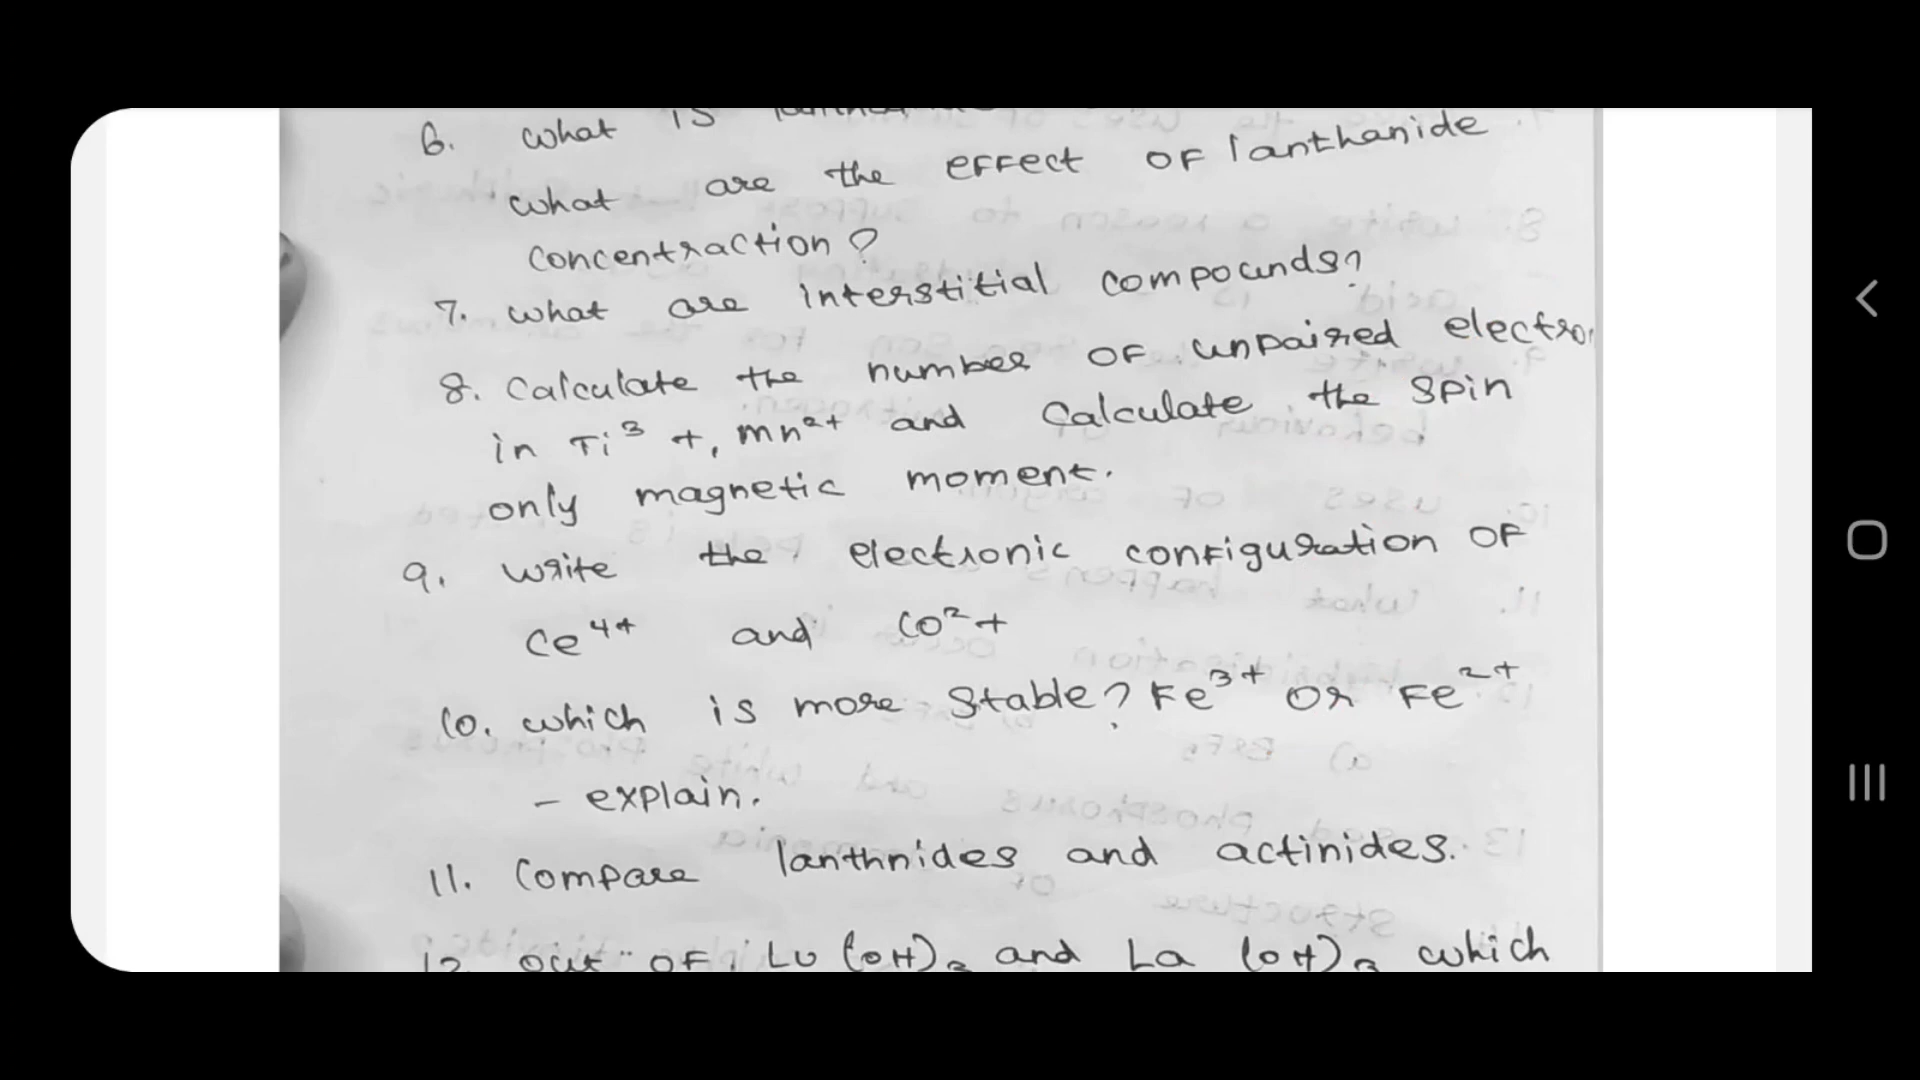 6. what is
what are the effect of lanthanide
concentraction?
7. what are interstitial compounds?
8. Calculate the number of unpaired electro
in Ti³ +, mn²+ and Calculate the spin
only magnetic moment.
9. write the electronic configuration of
Ce⁴⁺ and Co²+
10. which is more stable? Fe³⁺ or Fe²⁺
- explain.
11. Compare lanthnides and actinides.
12 out of Lu (OH)₃ and La (OH)₃ which